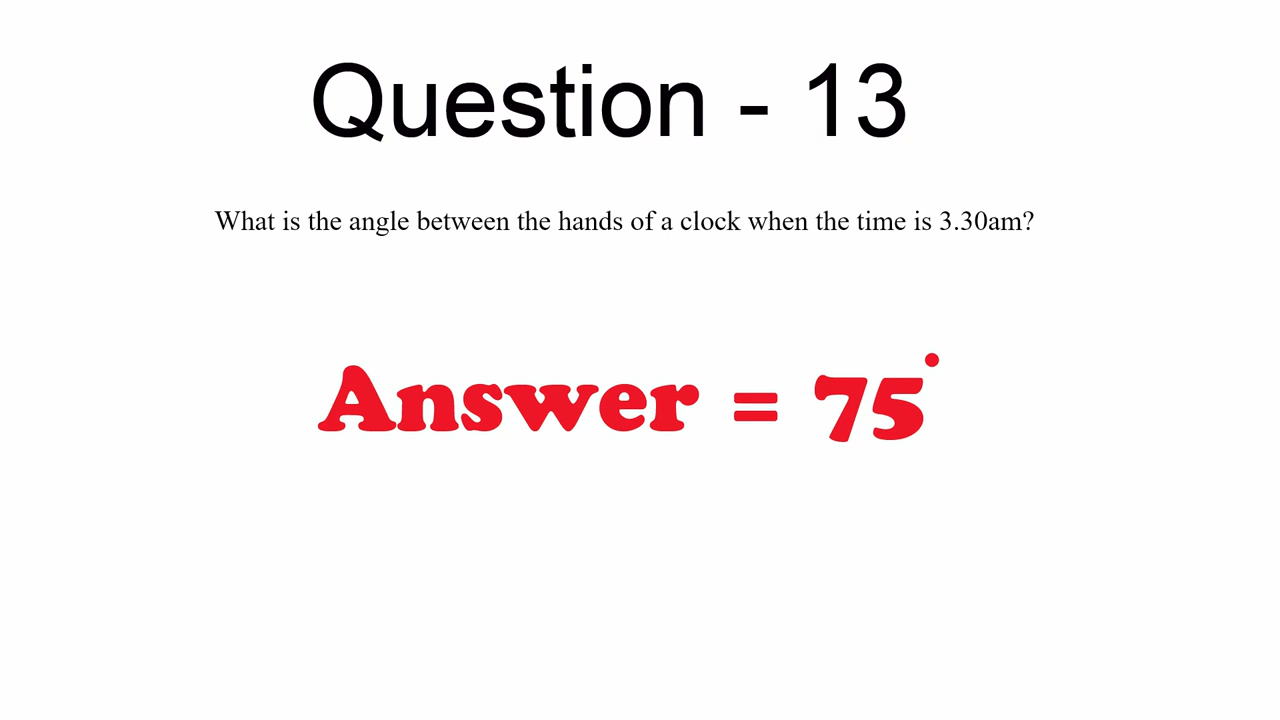 Question - 13
What is the angle between the hands of a clock when the time is 3.30am?
Answer = 75°